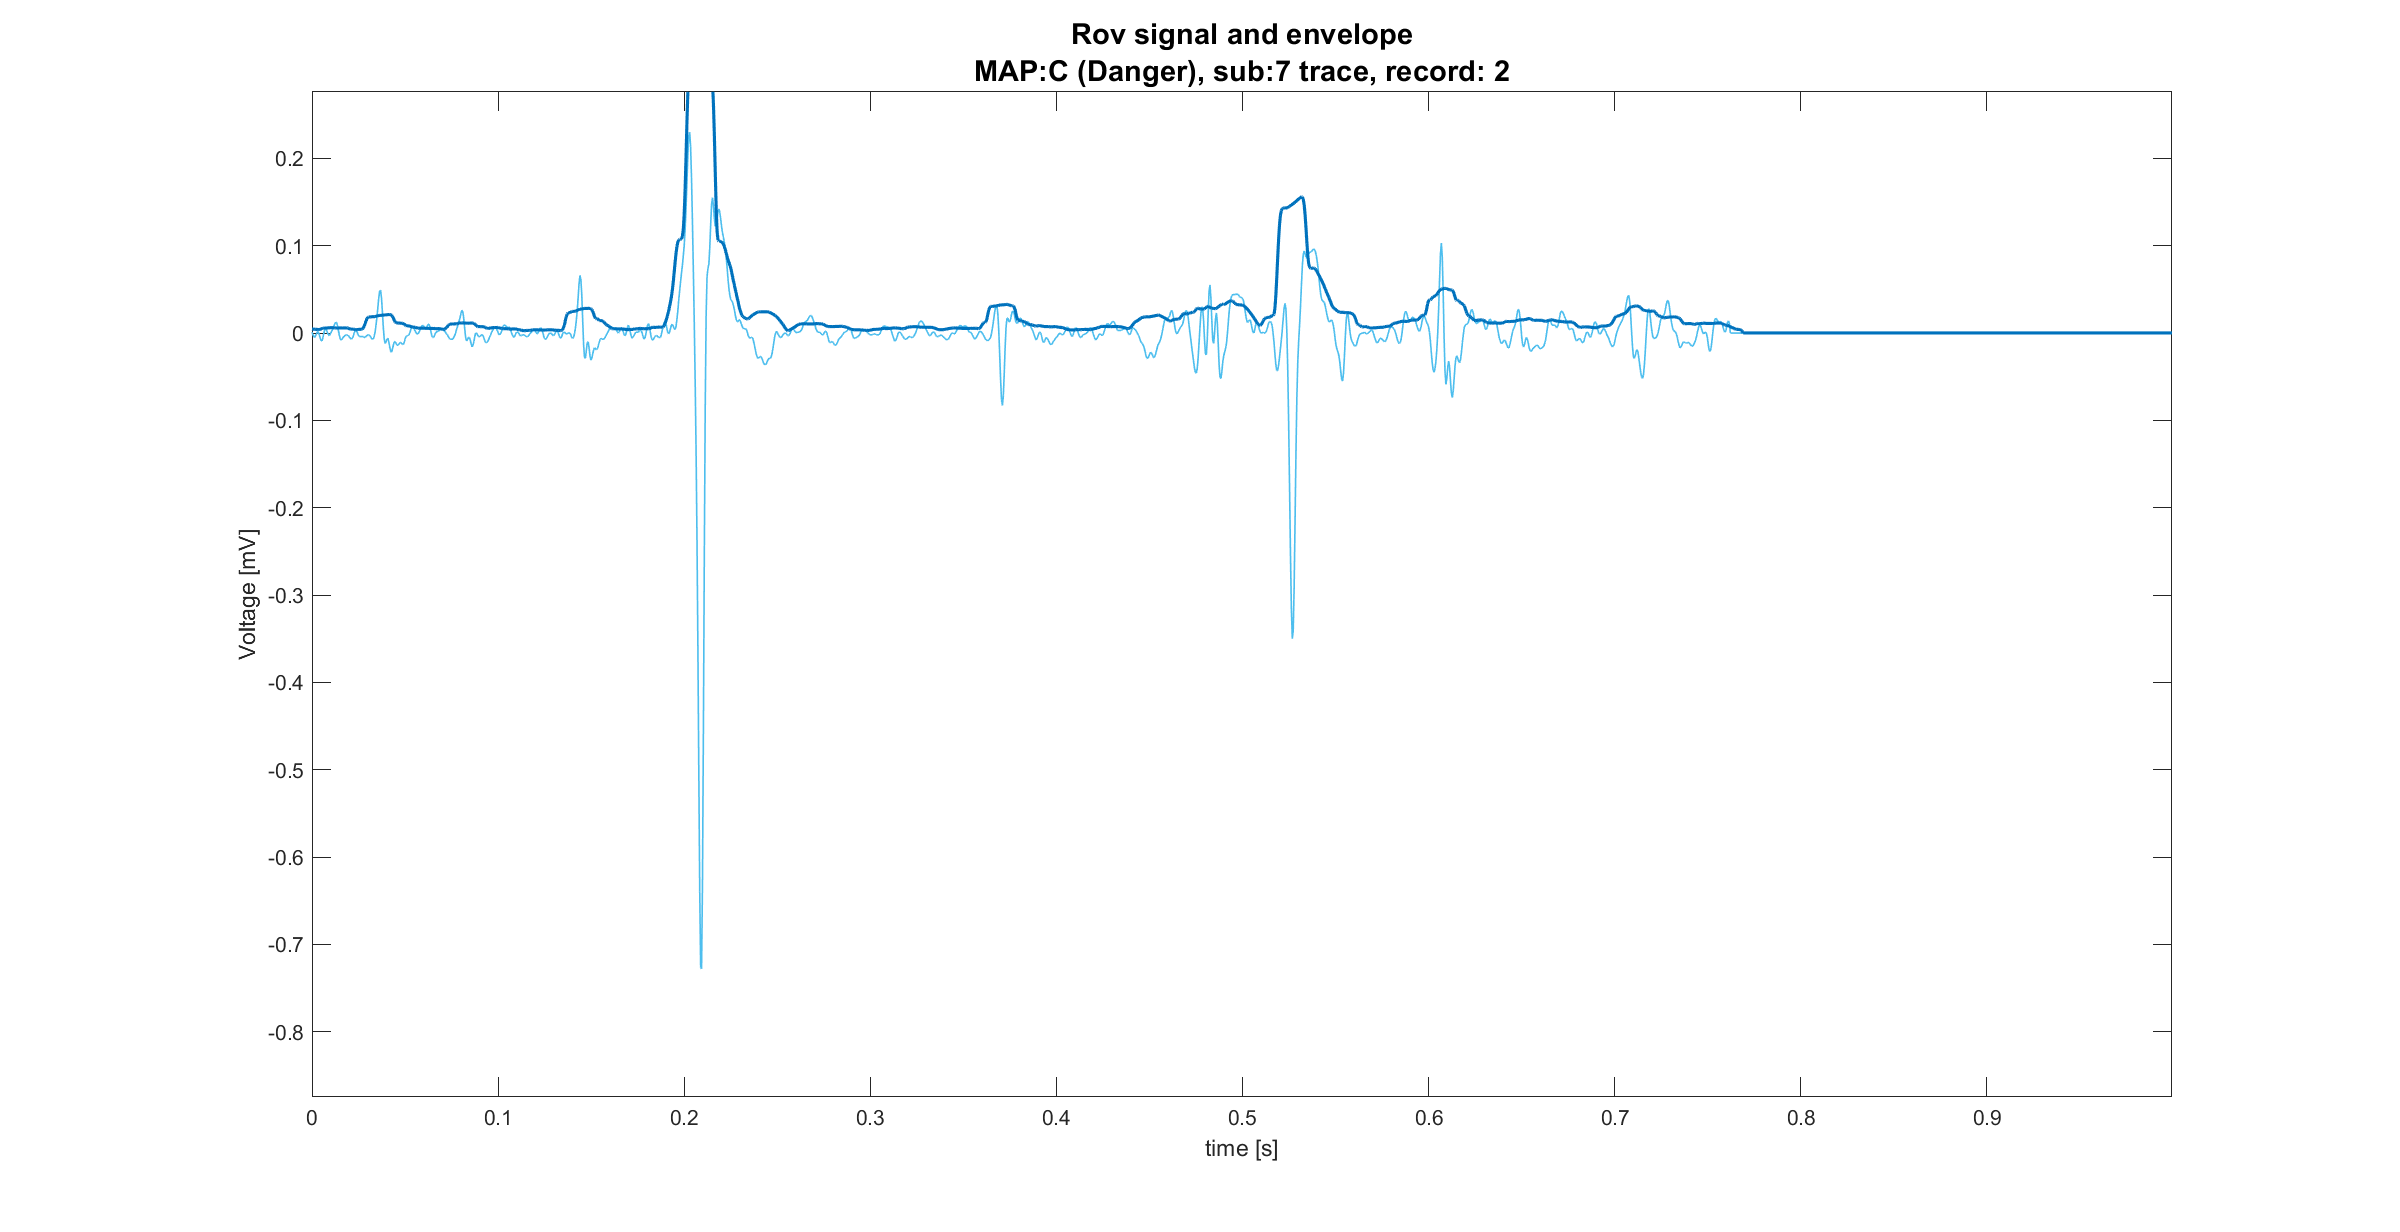 Rov signal and envelope
MAP:C (Danger), sub:7 trace, record: 2
0.2
0.1
0
-0.1
-0.2
-0.3
-0.4
-0.5
-0.6
-0.7
-0.8
Voltage [mV]
0 0.1 0.2 0.3 0.4 0.5 0.6 0.7 0.8 0.9
time [s]